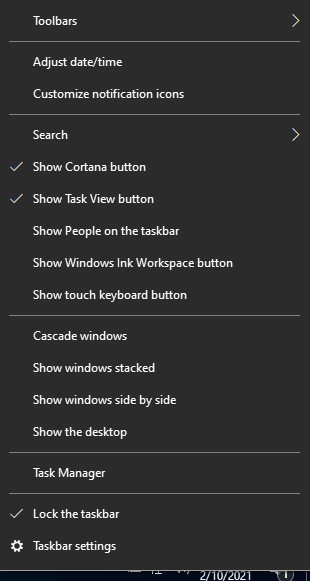 Toolbars
Adjust date/time
Customize notification icons
Search
Show Cortana button
Show Task View button
Show People on the taskbar
Show Windows Ink Workspace button
Show touch keyboard button
Cascade windows
Show windows stacked
Show windows side by side
Show the desktop
Task Manager
Lock the taskbar
Taskbar settings
2/10/2021